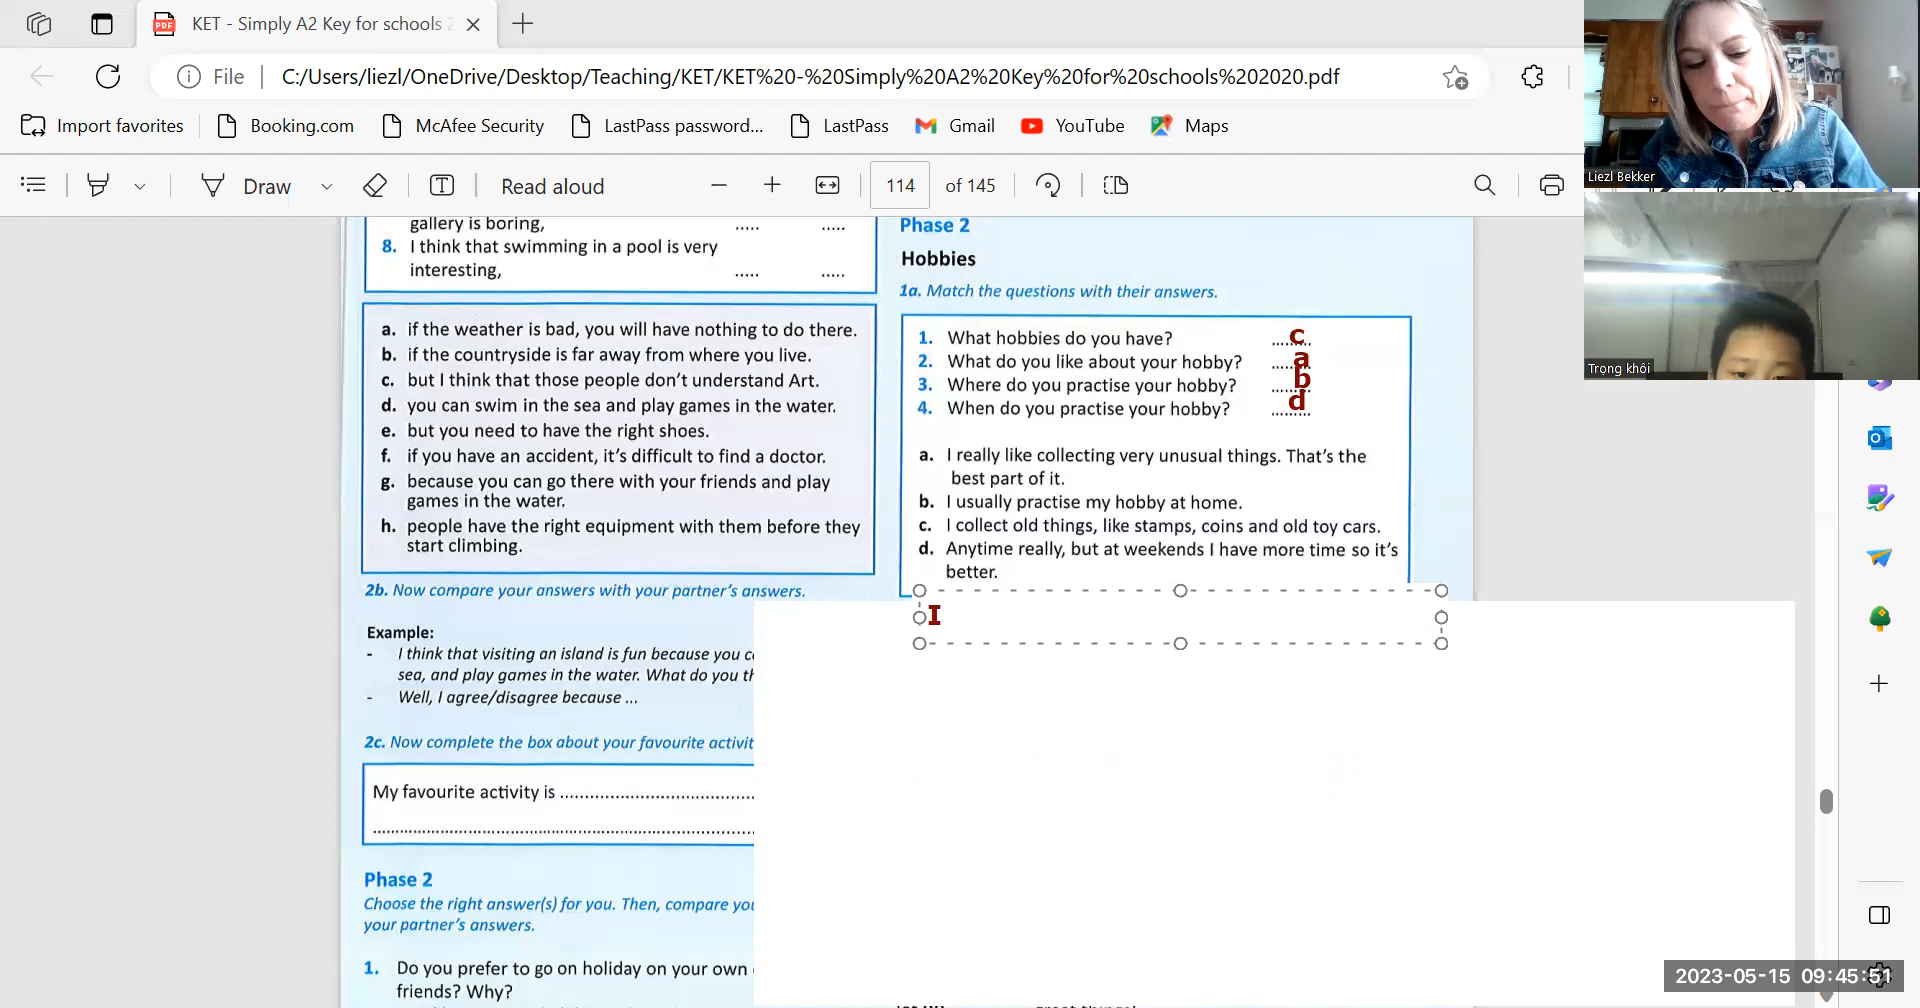 KET - Simply A2 Key for schools 2
File
C:/Users/liezl/OneDrive/Desktop/Teaching/KET/KET%20-%20Simply%20A2%20Key%20for%20schools%202020.pdf
Import favorites
Booking.com
McAfee Security
LastPass password...
LastPass
Gmail
YouTube
Maps
Draw
Read aloud
114
of 145
Liezl Bekker
Trọng khôi
gallery is boring, ..... .....
8. I think that swimming in a pool is very
interesting, ..... .....
a. if the weather is bad, you will have nothing to do there.
b. if the countryside is far away from where you live.
c. but I think that those people don't understand Art.
d. you can swim in the sea and play games in the water.
e. but you need to have the right shoes.
f. if you have an accident, it's difficult to find a doctor.
g. because you can go there with your friends and play
games in the water.
h. people have the right equipment with them before they
start climbing.
2b. Now compare your answers with your partner's answers.
Example:
- I think that visiting an island is fun because you
sea, and play games in the water. What do you
- Well, I agree/disagree because ...
2c. Now complete the box about your favourite
My favourite activity is
Phase 2
Choose the right answer(s) for you. Then, compare
your partner's answers.
1. Do you prefer to go on holiday on your own
friends? Why?
Phase 2
Hobbies
1a. Match the questions with their answers.
1. What hobbies do you have? c
2. What do you like about your hobby? a
3. Where do you practise your hobby? b
4. When do you practise your hobby? d
a. I really like collecting very unusual things. That's the
best part of it.
b. I usually practise my hobby at home.
c. I collect old things, like stamps, coins and old toy cars.
d. Anytime really, but at weekends I have more time so it's
better.
I
2023-05-15 09:45:51